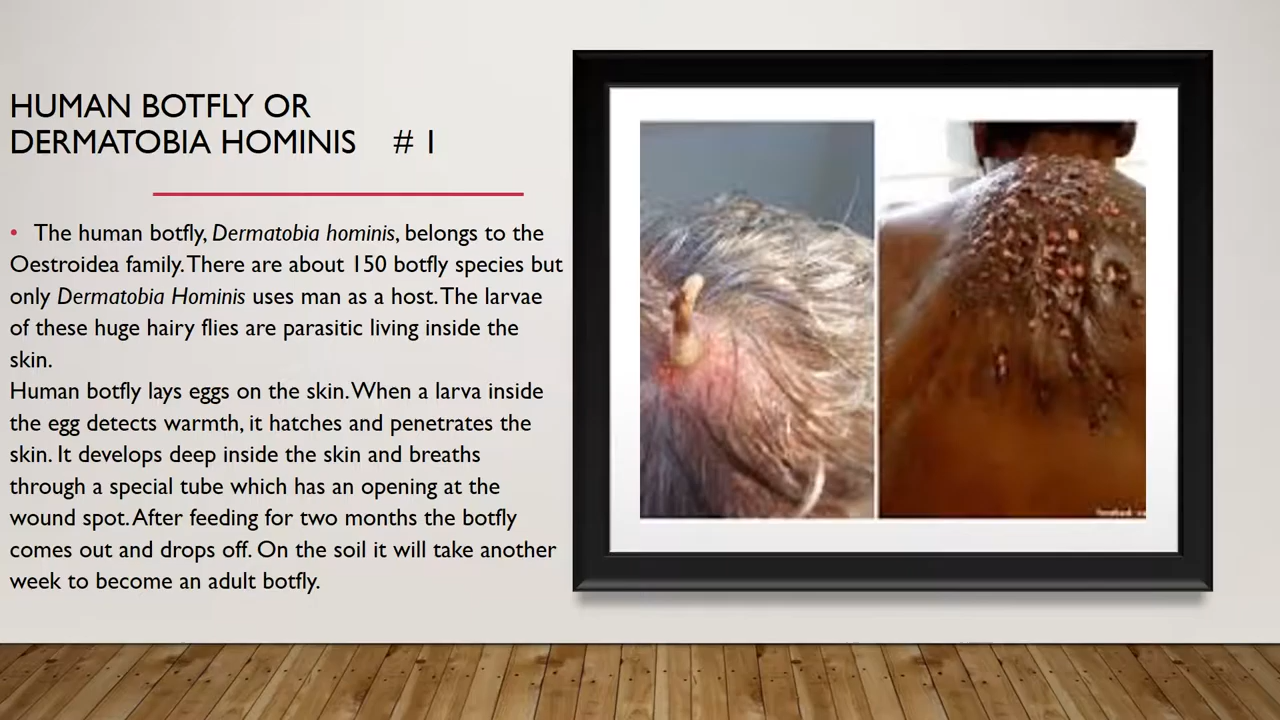 HUMAN BOTFLY OR
DERMATOBIA HOMINIS # 1
• The human botfly, Dermatobia hominis, belongs to the
Oestroidea family. There are about 150 botfly species but
only Dermatobia Hominis uses man as a host. The larvae
of these huge hairy flies are parasitic living inside the
skin.
Human botfly lays eggs on the skin. When a larva inside
the egg detects warmth, it hatches and penetrates the
skin. It develops deep inside the skin and breaths
through a special tube which has an opening at the
wound spot. After feeding for two months the botfly
comes out and drops off. On the soil it will take another
week to become an adult botfly.